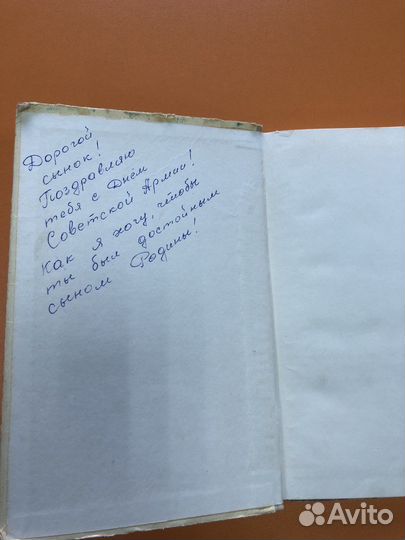 Дорогой
сынок!
Поздравляю
тебя с Днём
Советской Армии!
Как я хочу, чтобы
ты был достойным
сыном Родины!
Avito